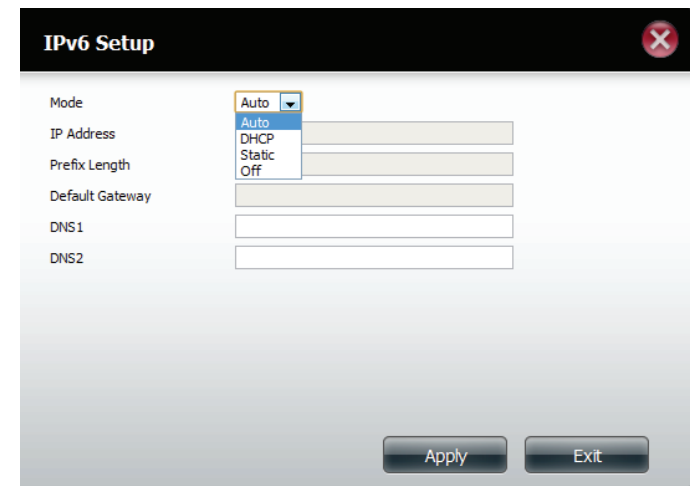 IPv6 Setup
Mode Auto
Auto
IP Address
DHCP
Static
Prefix Length
Off
Default Gateway
DNS1
DNS2
Apply Exit